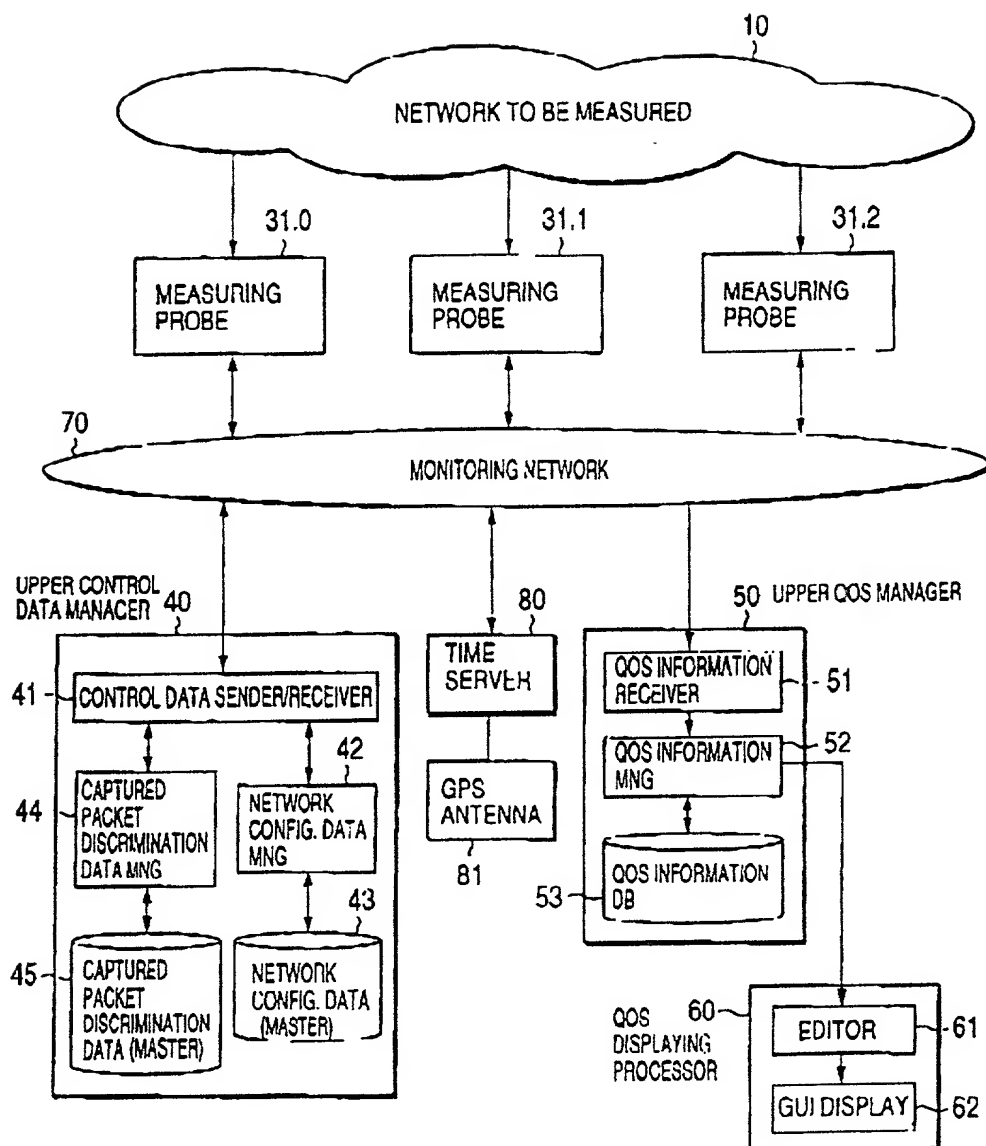 10
NETWORK TO BE MEASURED
31.0
31.1
31.2
MEASURING
PROBE
MEASURING
PROBE
MEASURING
PROBE
70
MONITORING NETWORK
UPPER CONTROL
DATA MANACER
40
80
50
UPPER QOS MANAGER
41
CONTROL DATA SENDER/RECEIVER
TIME
SERVER
QOS INFORMATION
RECEIVER
51
44
CAPTURED
PACKET
DISCRIMINATION
DATA MNG
42
NETWORK
CONFIG. DATA
MNG
GPS
ANTENNA
81
QOS INFORMATION
MNG
52
53
QOS INFORMATION
DB
45
CAPTURED
PACKET
DISCRIMINATION
DATA (MASTER)
43
NETWORK
CONFIG. DATA
(MASTER)
QOS
DISPLAYING
PROCESSOR
60
EDITOR
61
GUI DISPLAY
62